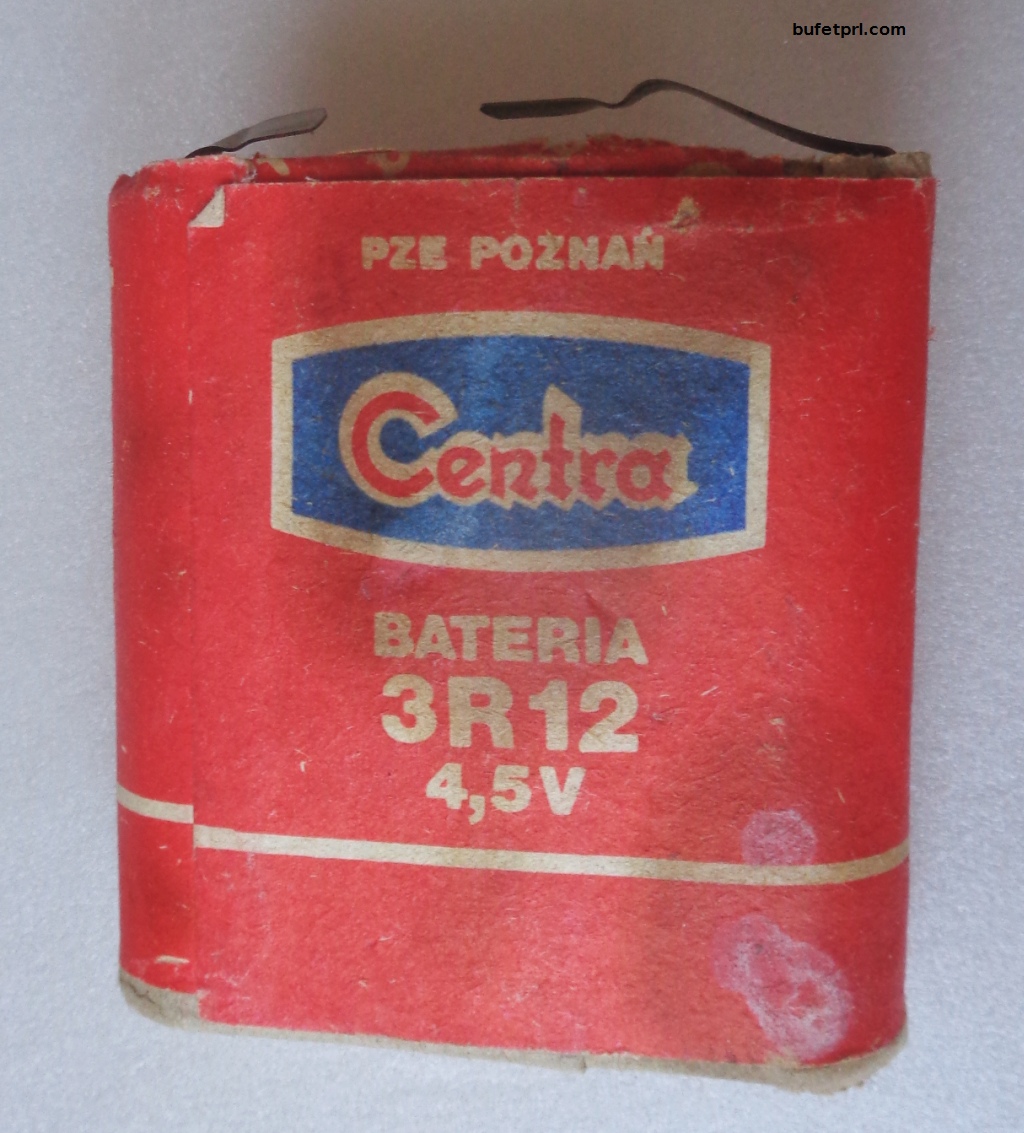 bufetprl.com
PZE POZNAŃ
Centra
BATERIA
3R12
4,5V